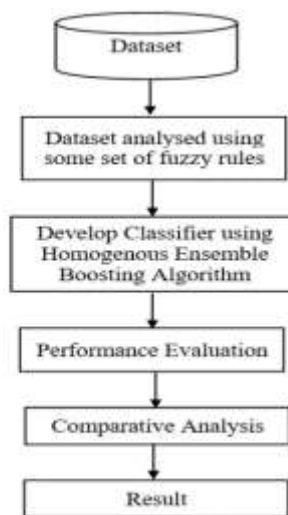 Dataset
Dataset analysed using
some set of fuzzy rules
Develop Classifier using
Homogenous Ensemble
Boosting Algorithm
Performance Evaluation
Comparative Analysis
Result